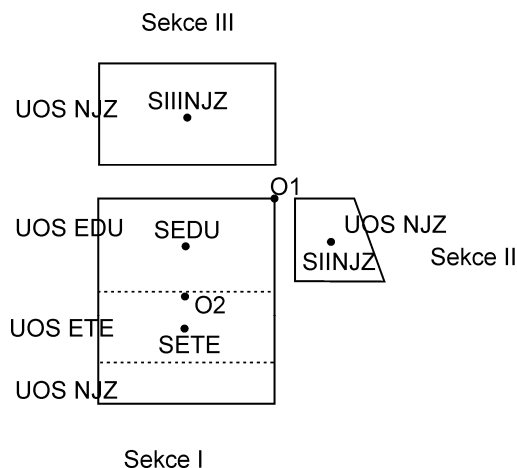 Sekce III
UOS NJZ
SIIINJZ
O1
UOS EDU
SEDU
UOS NJZ
SIINJZ
Sekce II
O2
UOS ETE
SETE
UOS NJZ
Sekce I